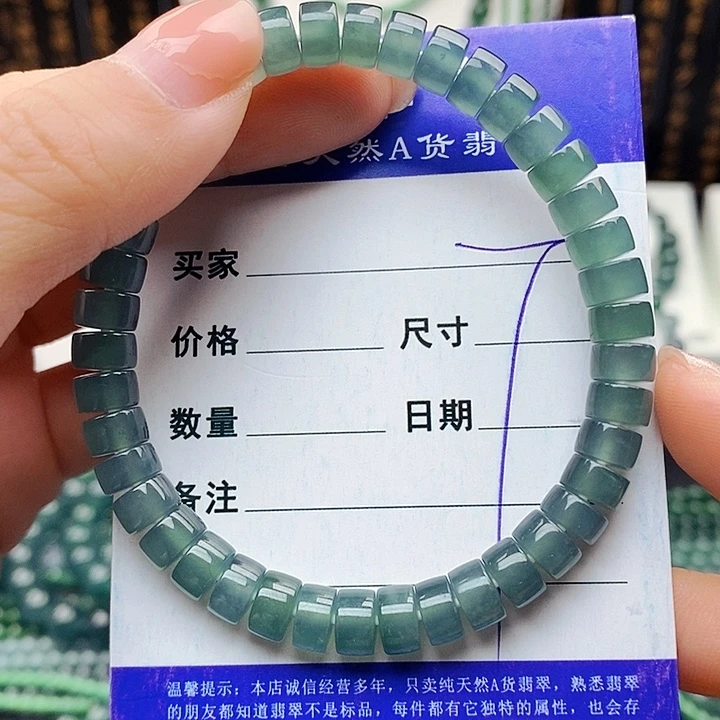 天然A货翡
买家
价格 尺寸
数量 日期
备注
温馨提示：本店诚信经营多年，只卖纯天然A货翡翠，熟悉翡翠
的朋友都知道翡翠不是标品，每件都有它独特的属性，也会存